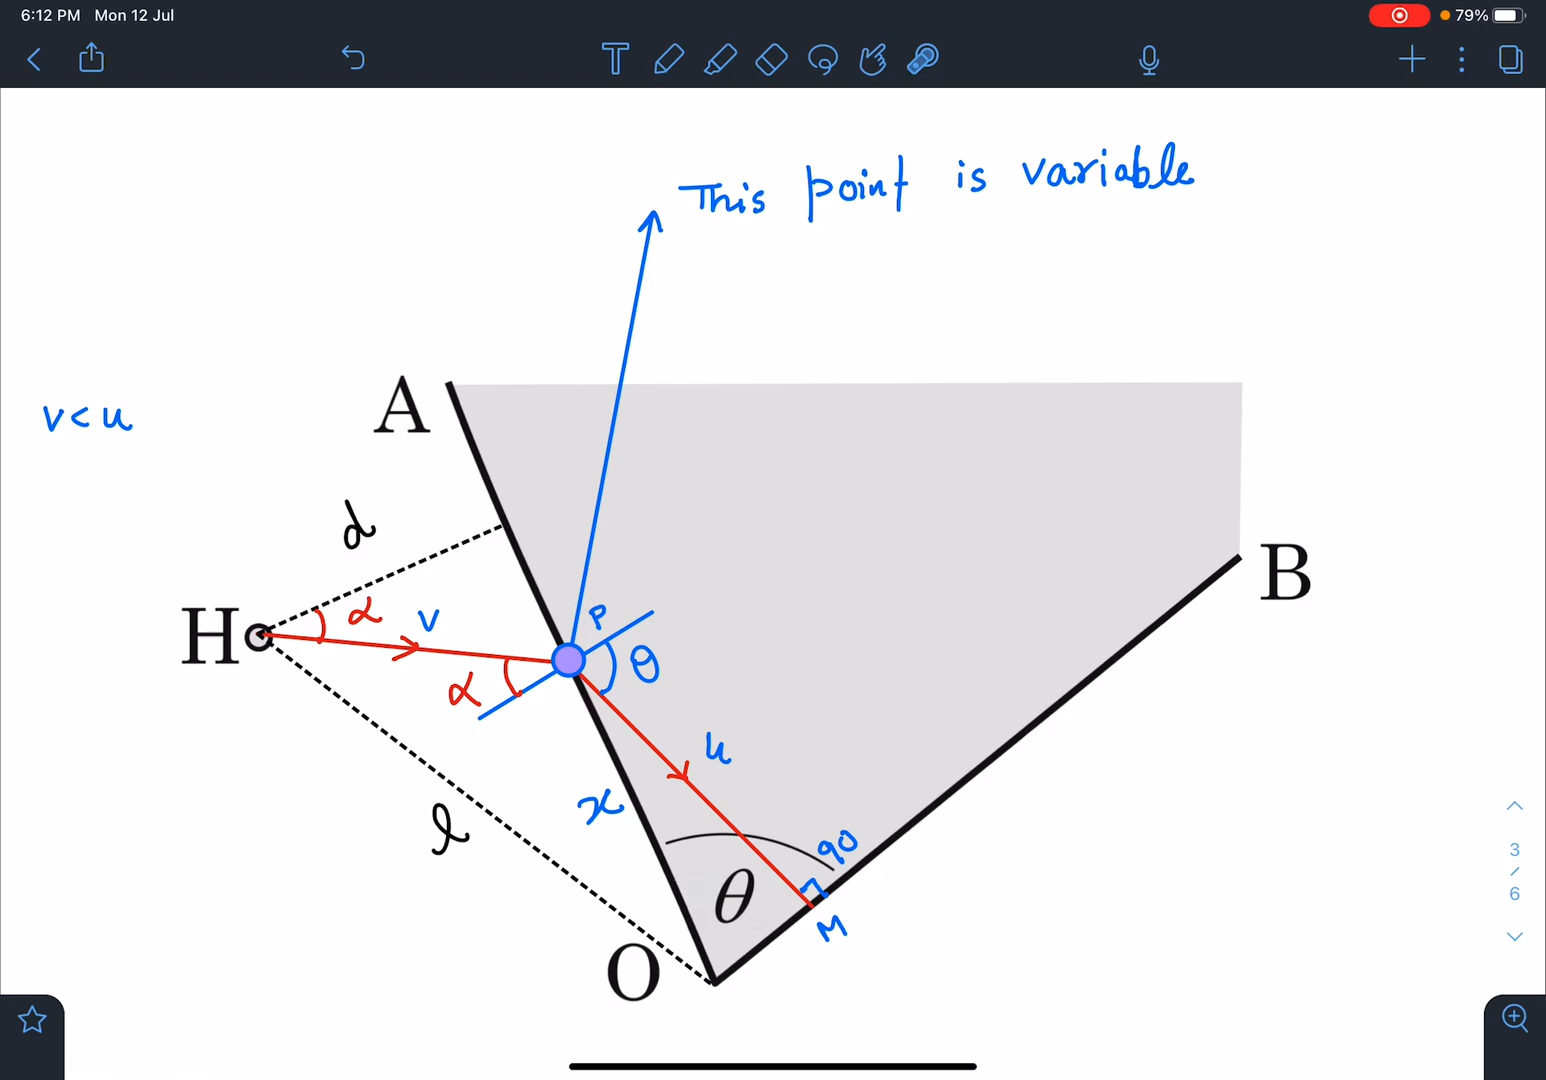 6:12 PM Mon 12 Jul
79%
T
This point is variable
A
v < u
d
B
H
α
v
P
θ
α
u
x
l
90
θ
M
O
3
6